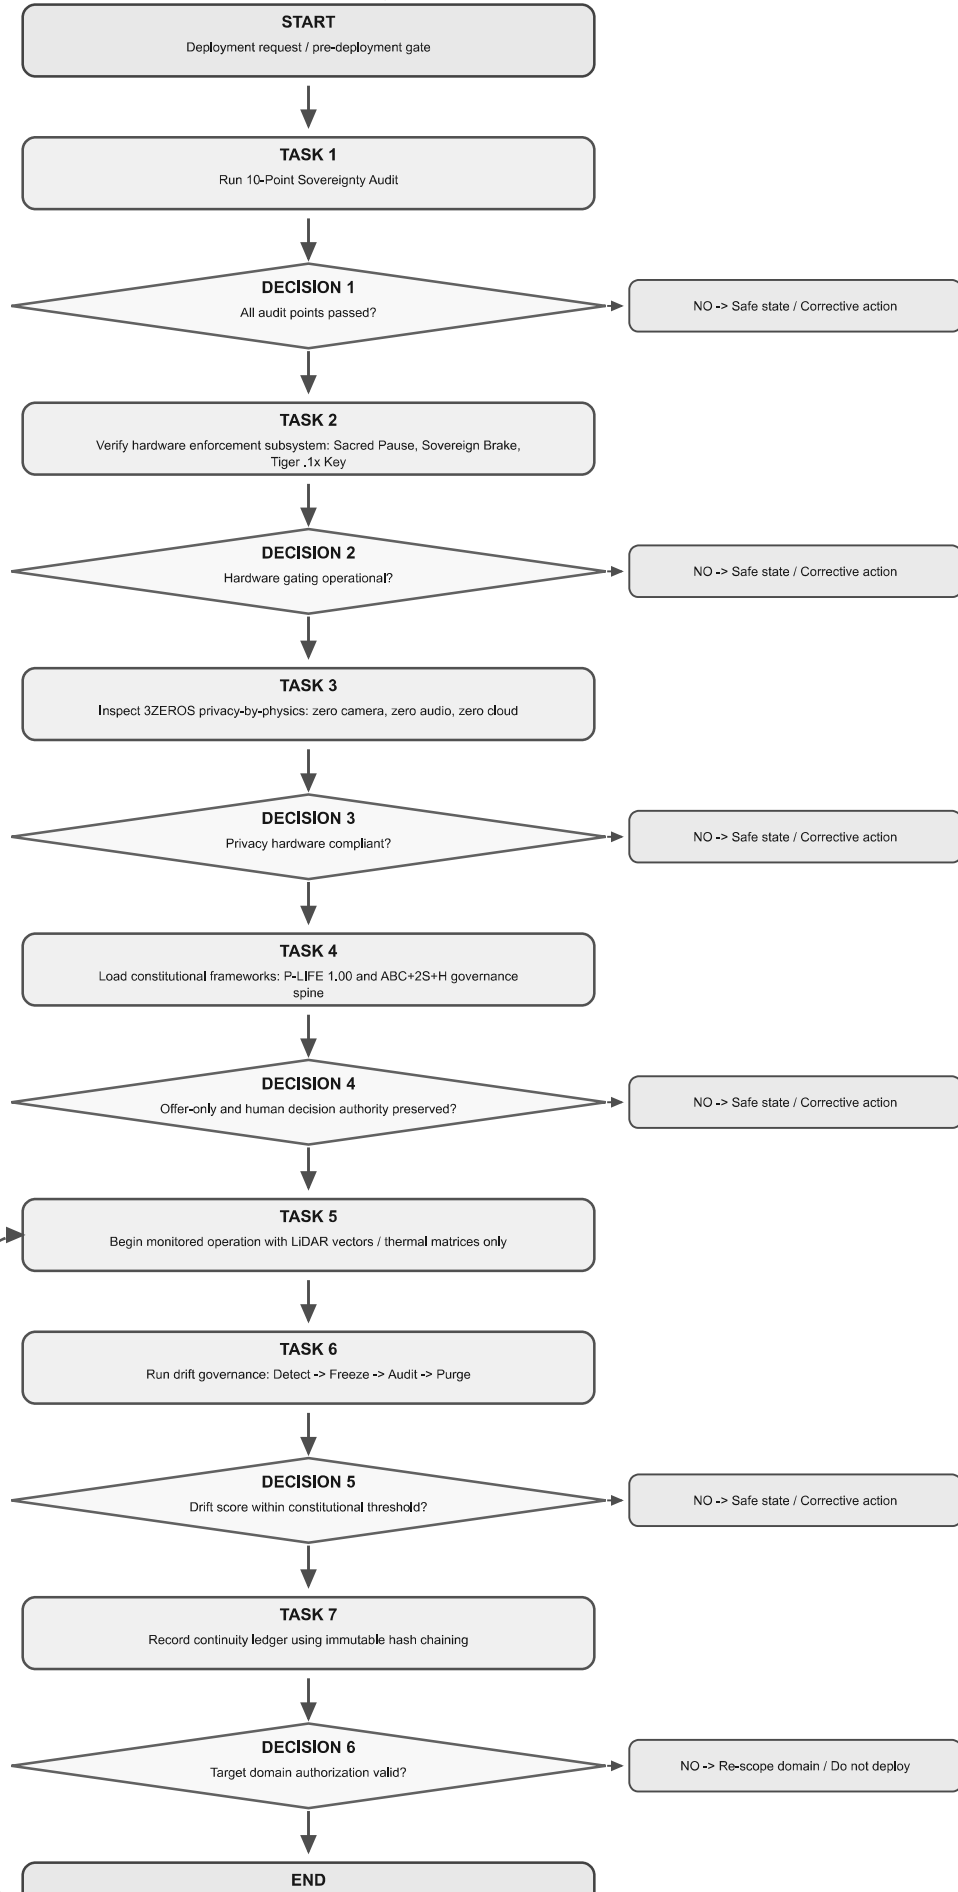 START
Deployment request / pre-deployment gate
TASK 1
Run 10-Point Sovereignty Audit
DECISION 1
All audit points passed?
NO -> Safe state / Corrective action
TASK 2
Verify hardware enforcement subsystem: Sacred Pause, Sovereign Brake,
Tiger .1x Key
DECISION 2
Hardware gating operational?
NO -> Safe state / Corrective action
TASK 3
Inspect 3ZEROS privacy-by-physics: zero camera, zero audio, zero cloud
DECISION 3
Privacy hardware compliant?
NO -> Safe state / Corrective action
TASK 4
Load constitutional frameworks: P-LIFE 1.00 and ABC+2S+H governance
spine
DECISION 4
Offer-only and human decision authority preserved?
NO -> Safe state / Corrective action
TASK 5
Begin monitored operation with LiDAR vectors / thermal matrices only
TASK 6
Run drift governance: Detect -> Freeze -> Audit -> Purge
DECISION 5
Drift score within constitutional threshold?
NO -> Safe state / Corrective action
TASK 7
Record continuity ledger using immutable hash chaining
DECISION 6
Target domain authorization valid?
NO -> Re-scope domain / Do not deploy
END